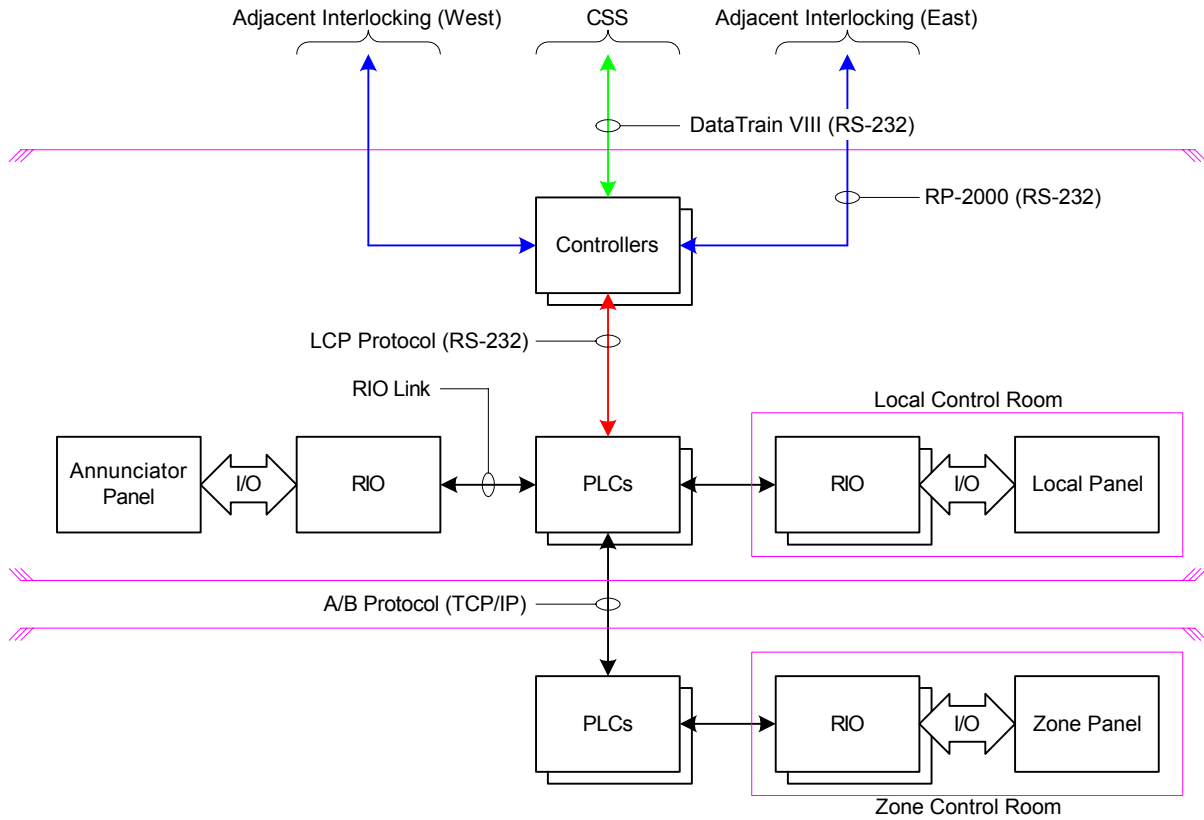 Adjacent Interlocking (West)
CSS
Adjacent Interlocking (East)
DataTrain VIII (RS-232)
RP-2000 (RS-232)
Controllers
LCP Protocol (RS-232)
RIO Link
Local Control Room
Annunciator
Panel
I/O
RIO
PLCs
RIO
I/O
Local Panel
A/B Protocol (TCP/IP)
PLCs
RIO
I/O
Zone Panel
Zone Control Room